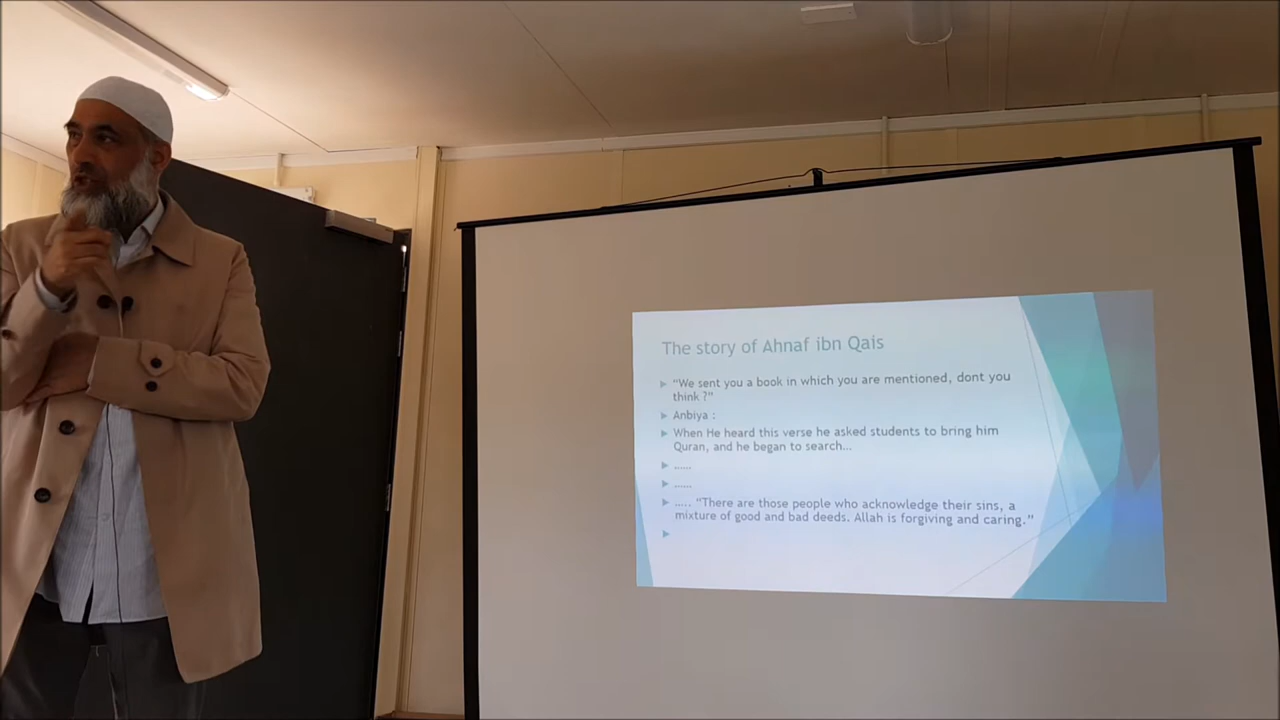 The story of Ahnaf ibn Qais
“We sent you a book in which you are mentioned, dont you
think ?”
Anbiya :
When He heard this verse he asked students to bring him
Quran, and he began to search...
......
......
..... “There are those people who acknowledge their sins, a
mixture of good and bad deeds. Allah is forgiving and caring.”